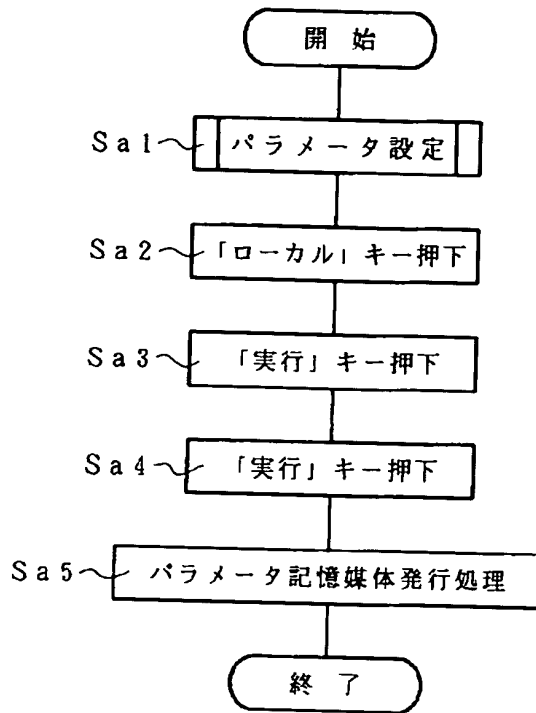 開始
Sa1 パラメータ設定
Sa2 「ローカル」キー押下
Sa3 「実行」キー押下
Sa4 「実行」キー押下
Sa5 パラメータ記憶媒体発行処理
終了